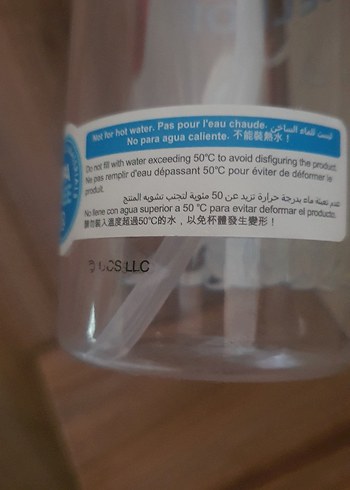 Not for hot water. Pas pour l'eau chaude. ليست للماء الساخن
No para agua caliente. 不能裝熱水！
Do not fill with water exceeding 50°C to avoid disfiguring the product.
Ne pas remplir d'eau dépassant 50°C pour éviter de déformer le
produit.
تعبئة ماء بدرجة حرارة تزيد عن 50 مئوية لتجنب تشويه المنتج
No llene con agua superior a 50 °C para evitar deformar el producto.
請勿裝入溫度超過50°C的水，以免杯體發生變形！
© UCS LLC